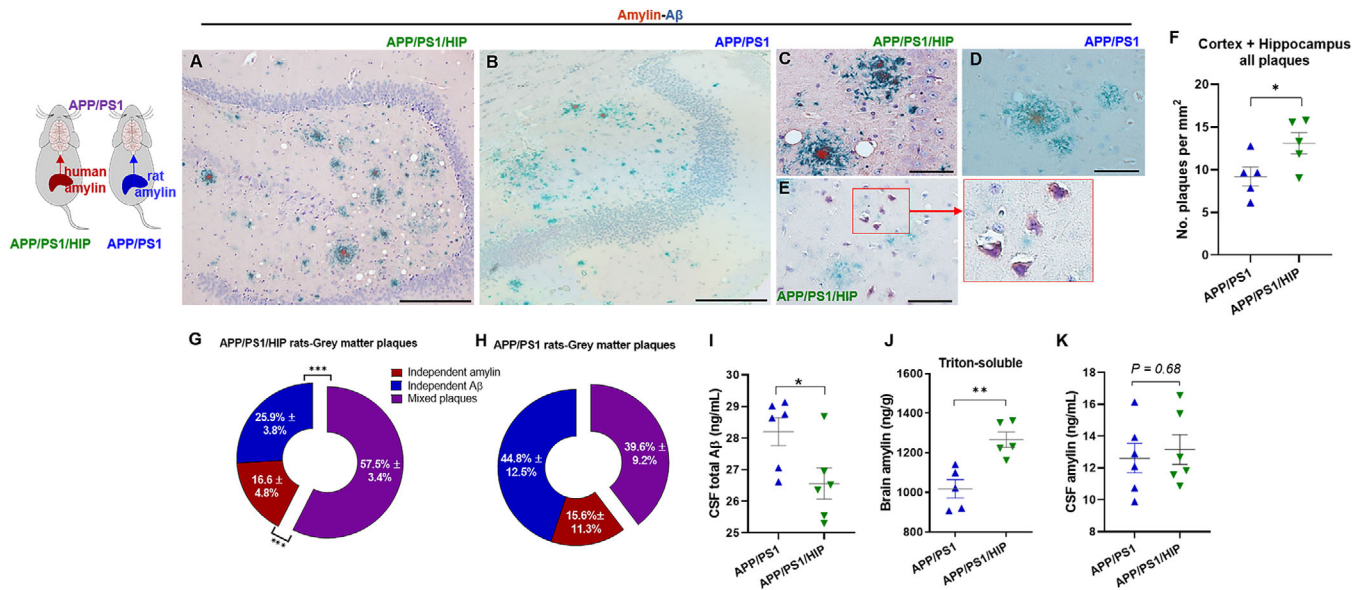 Amylin-Aβ
APP/PS1
human
amylin
rat
amylin
APP/PS1/HIP
APP/PS1
A
APP/PS1/HIP
B
APP/PS1
C
APP/PS1/HIP
D
APP/PS1
E
APP/PS1/HIP
F
Cortex + Hippocampus
all plaques
*
No. plaques per mm2
20
15
10
5
0
APP/PS1
APP/PS1/HIP
G
APP/PS1/HIP rats-Grey matter plaques
***
25.9% ±
3.8%
16.6 ±
4.8%
57.5% ±
3.4%
***
Independent amylin
Independent Aβ
Mixed plaques
H
APP/PS1 rats-Grey matter plaques
44.8% ±
12.5%
39.6% ±
9.2%
15.6%±
11.3%
I
*
CSF total Aβ (ng/mL)
29
28
27
26
25
APP/PS1
APP/PS1/HIP
J
Triton-soluble
**
Brain amylin (ng/g)
1600
1400
1200
1000
800
APP/PS1
APP/PS1/HIP
K
P = 0.68
CSF amylin (ng/mL)
18
16
14
12
10
8
APP/PS1
APP/PS1/HIP